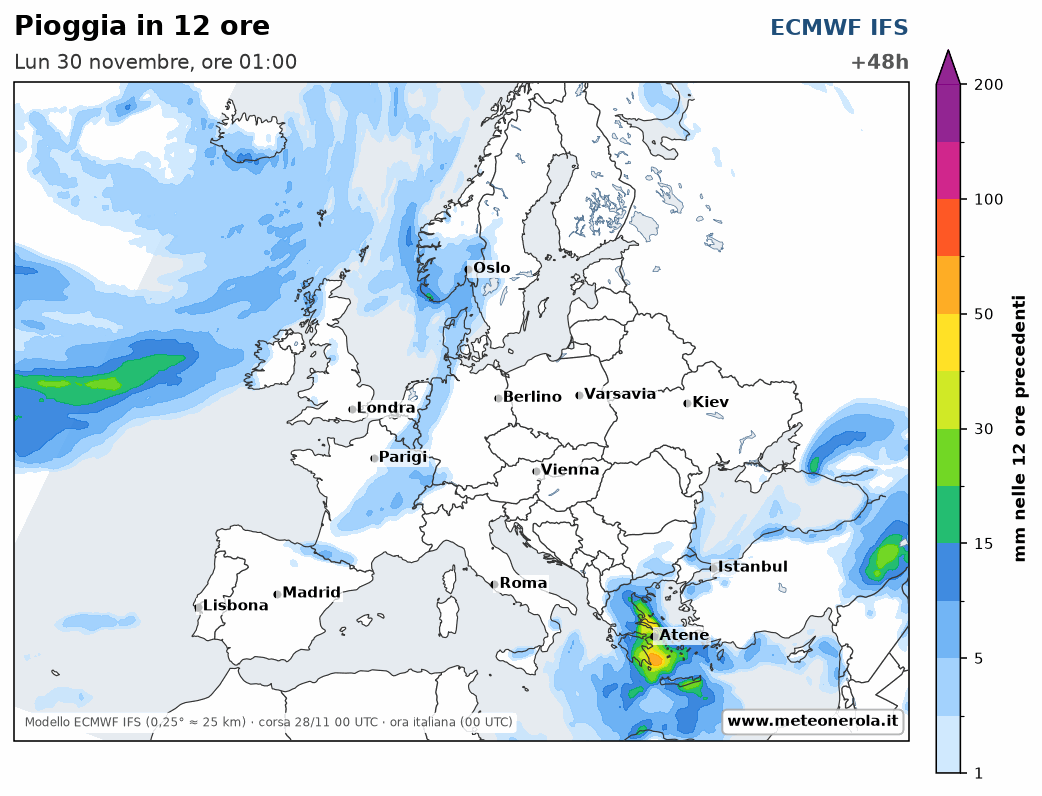 Pioggia in 12 ore
ECMWF IFS
Lun 30 novembre, ore 01:00
+48h
200
100
50
30
15
5
1
mm nelle 12 ore precedenti
Oslo
Berlino
Varsavia
Kiev
Londra
Parigi
Vienna
Istanbul
Roma
Madrid
Lisbona
Atene
Modello ECMWF IFS (0,25° ≈ 25 km) · corsa 28/11 00 UTC · ora italiana (00 UTC)
www.meteonerola.it